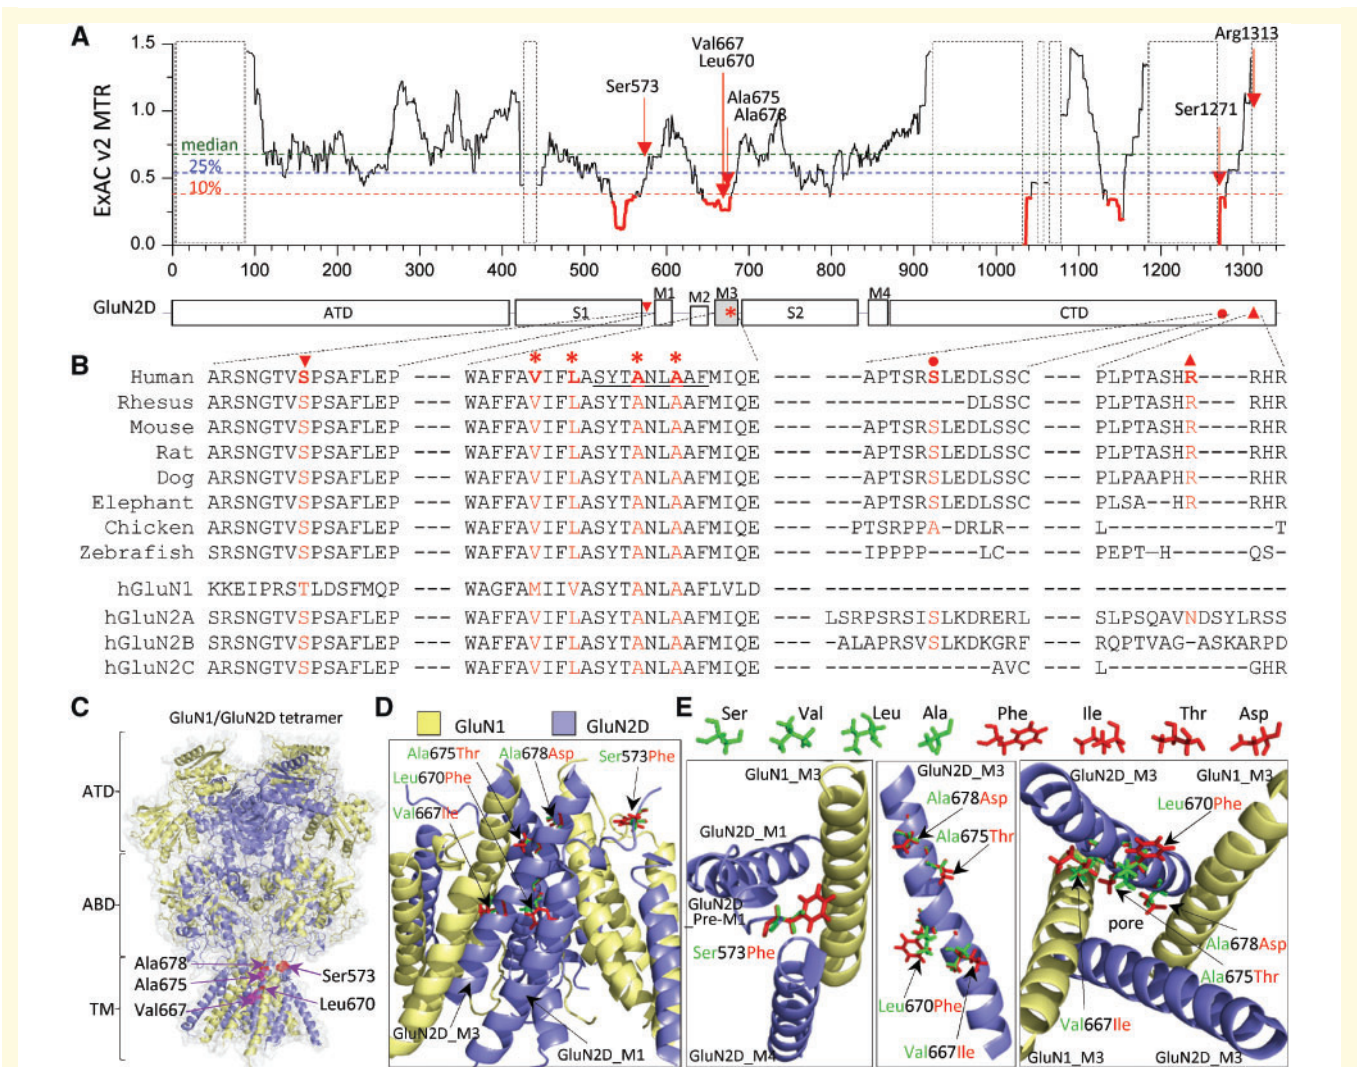 A
ExAC v2 MTR
1.5
1.0
0.5
0.0
median
25%
10%
Ser573
Val667
Leu670
Ala675
Ala678
Ser1271
Arg1313
0 100 200 300 400 500 600 700 800 900 1000 1100 1200 1300
GluN2D ATD S1 M1 M2 M3 S2 M4 CTD
B
Human ARSNGTVSPSAFLEP --- WAFFAVIFLASYTANLAAFMIQE --- --- APTSRSLEDLSSC --- PLPTASHR----RHR
Rhesus ARSNGTVSPSAFLEP --- WAFFAVIFLASYTANLAAFMIQE --- -----------DLSSC --- PLPTASHR----RHR
Mouse ARSNGTVSPSAFLEP --- WAFFAVIFLASYTANLAAFMIQE --- --- APTSRSLEDLSSC --- PLPTASHR----RHR
Rat ARSNGTVSPSAFLEP --- WAFFAVIFLASYTANLAAFMIQE --- --- APTSRSLEDLSSC --- PLPTASHR----RHR
Dog ARSNGTVSPSAFLEP --- WAFFAVIFLASYTANLAAFMIQE --- --- APTSRSLEDLSSC --- PLPAAPHR----RHR
Elephant ARSNGTVSPSAFLEP --- WAFFAVIFLASYTANLAAFMIQE --- --- APTSRSLEDLSSC --- PLSA--HR----RHR
Chicken ARSNGTVSPSAFLEP --- WAFFAVIFLASYTANLAAFMIQE --- --PTSRPPA-DRLR-- --- L-------------T
Zebrafish SRSNGTVSPSAFLEP --- WAFFAVIFLASYTANLAAFMIQE --- --- IPPPP----LC-- --- PEPT-H------QS-
hGluN1 KKEIPRSTLDSFMQP --- WAGFAMIIVASYTANLAAFLVLD --- ---------------- --- ---------------
hGluN2A SRSNGTVSPSAFLEP --- WAFFAVIFLASYTANLAAFMIQE --- LSRPSRSISLKDRERL --- SLPSQAVNDSYLRSS
hGluN2B SRSNGTVSPSAFLEP --- WAFFAVIFLASYTANLAAFMIQE --- -ALAPRSVSLKDKGRF --- RQPTVAG-ASKARPD
hGluN2C ARSNGTVSPSAFLEP --- WAFFAVIFLASYTANLAAFMIQE --- -------------AVC --- L-----------GHR
C
GluN1/GluN2D tetramer
ATD
ABD
TM
Ala678
Ala675
Val667
Ser573
Leu670
D
GluN1 GluN2D
Ala675Thr Ala678Asp Ser573Phe
Leu670Phe
Val667Ile
GluN2D_M3
GluN2D_M1
E
Ser Val Leu Ala Phe Ile Thr Asp
GluN1_M3
GluN2D_M1
GluN2D
_Pre-M1
Ser573Phe
GluN2D_M4
GluN2D_M3
Ala678Asp
Ala675Thr
Leu670Phe
Val667Ile
GluN2D_M3 GluN1_M3
Leu670Phe
pore
Ala678Asp
Ala675Thr
Val667Ile
GluN1_M3 GluN2D_M3